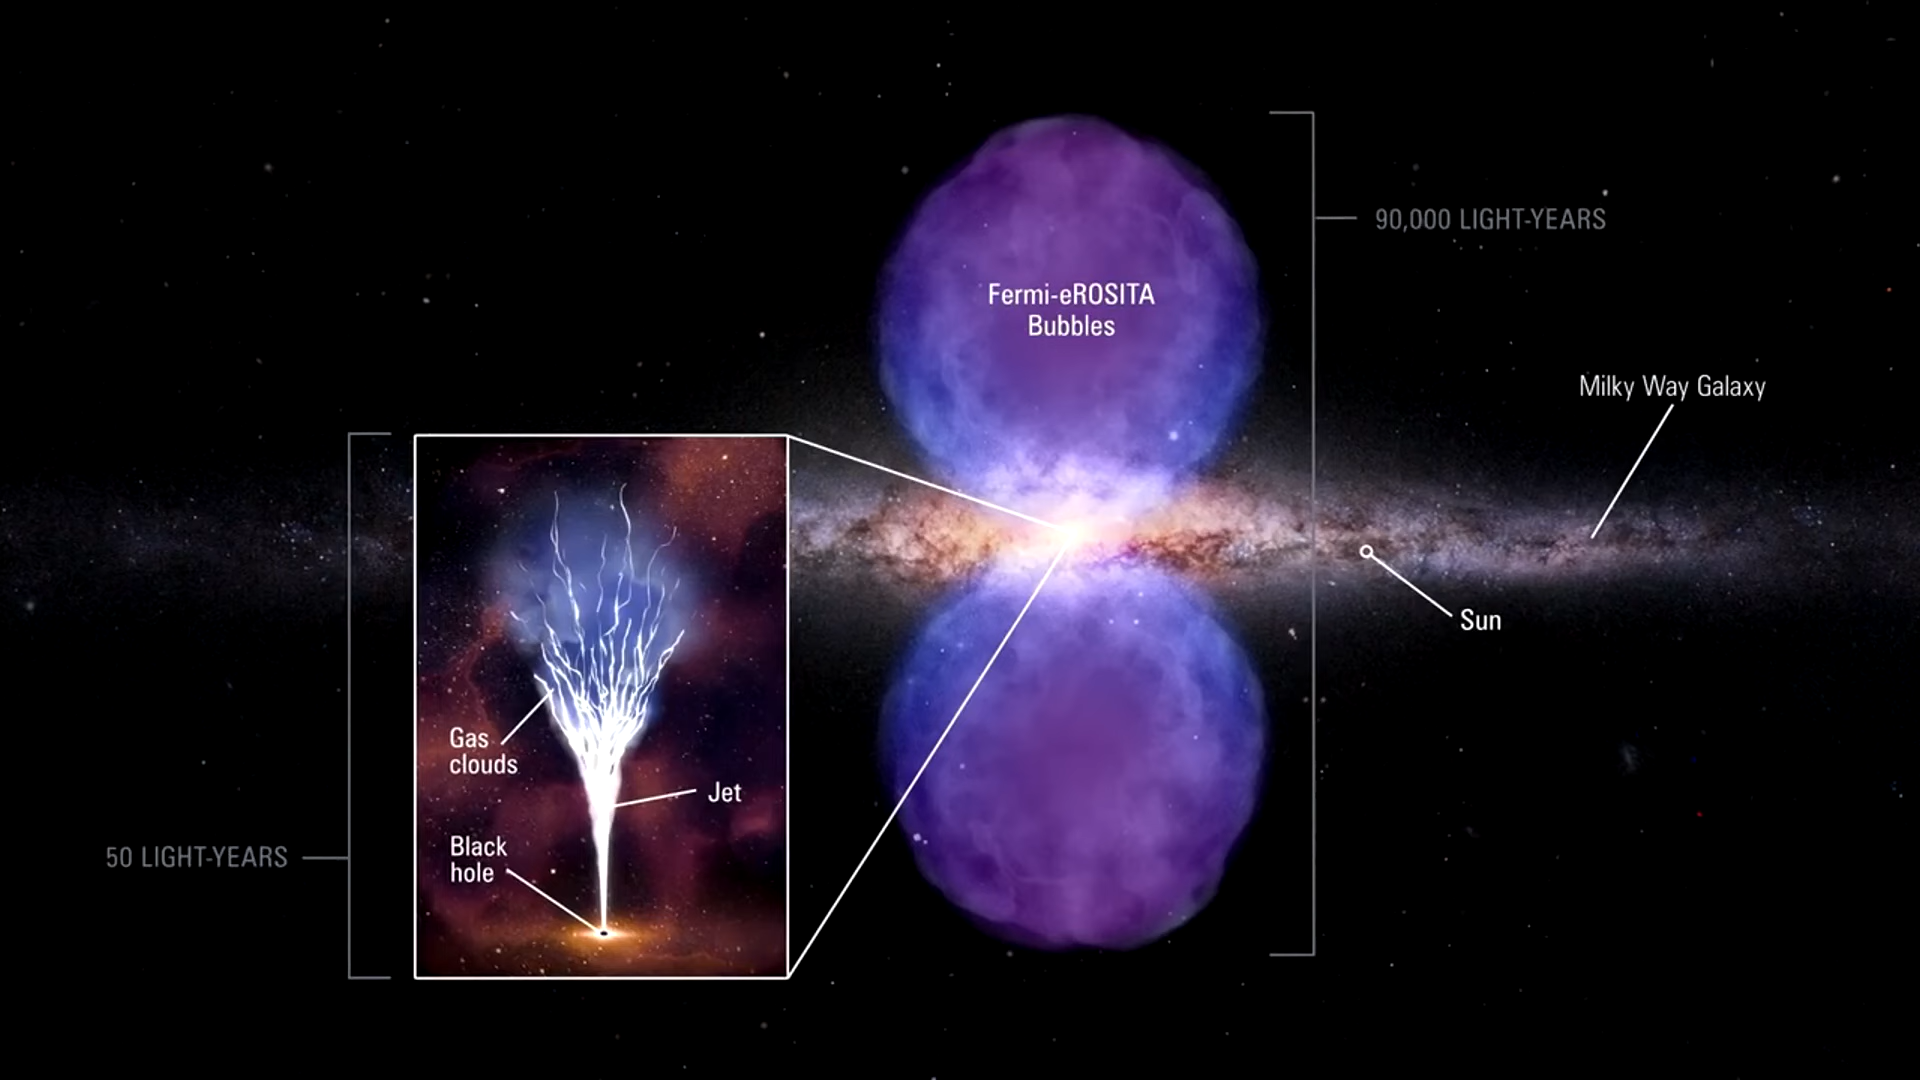 90,000 LIGHT-YEARS
Fermi-eROSITA
Bubbles
Milky Way Galaxy
Sun
Gas
clouds
Jet
Black
hole
50 LIGHT-YEARS